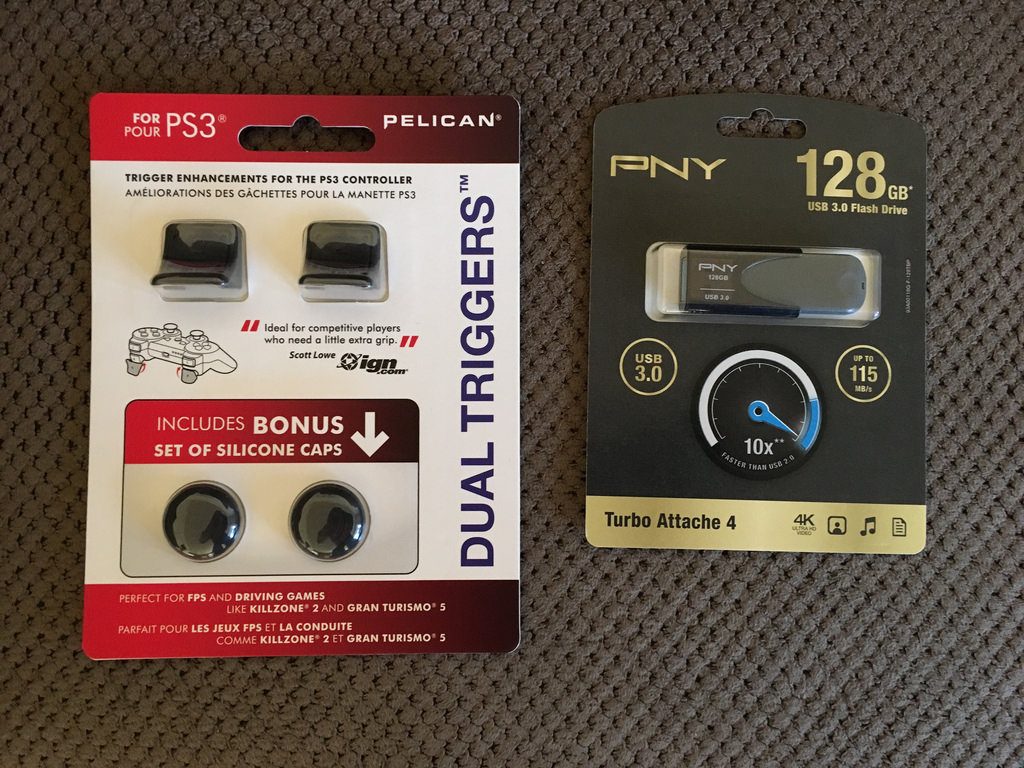 FOR
POUR PS3®
PELICAN®
TRIGGER ENHANCEMENTS FOR THE PS3 CONTROLLER
AMÉLIORATIONS DES GÂCHETTES POUR LA MANETTE PS3
DUAL TRIGGERS™
" Ideal for competitive players
who need a little extra grip. "
Scott Lowe ign.com®
INCLUDES BONUS
SET OF SILICONE CAPS
PERFECT FOR FPS AND DRIVING GAMES
LIKE KILLZONE® 2 AND GRAN TURISMO® 5
PARFAIT POUR LES JEUX FPS ET LA CONDUITE
COMME KILLZONE® 2 ET GRAN TURISMO® 5
PNY
128GB*
USB 3.0 Flash Drive
PNY
128GB
USB 3.0
USB
3.0
UP TO
115
MB/s
10x**
FASTER THAN USB 2.0
Turbo Attache 4
4K
ULTRA HD
VIDEO